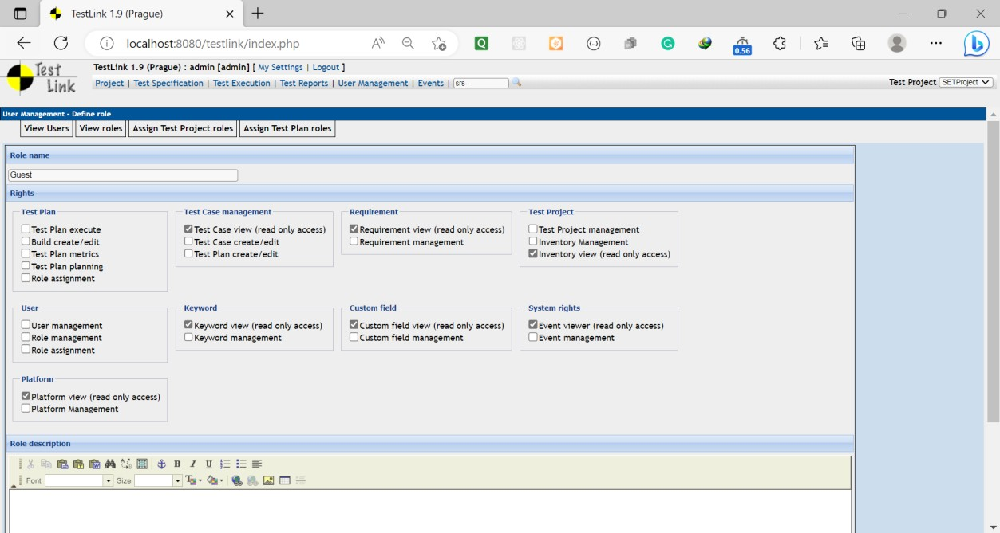 TestLink 1.9 (Prague)
localhost:8080/testlink/index.php
0.56
Test Link
TestLink 1.9 (Prague) : admin [admin] [ My Settings | Logout ]
Project | Test Specification | Test Execution | Test Reports | User Management | Events | srs-
Test Project SETProject
User Management - Define role
View Users View roles Assign Test Project roles Assign Test Plan roles
Role name
Guest
Rights
Test Plan
Test Plan execute
Build create/edit
Test Plan metrics
Test Plan planning
Role assignment
Test Case management
Test Case view (read only access)
Test Case create/edit
Test Plan create/edit
Requirement
Requirement view (read only access)
Requirement management
Test Project
Test Project management
Inventory Management
Inventory view (read only access)
User
User management
Role management
Role assignment
Keyword
Keyword view (read only access)
Keyword management
Custom field
Custom field view (read only access)
Custom field management
System rights
Event viewer (read only access)
Event management
Platform
Platform view (read only access)
Platform Management
Role description
B I U
Font Size